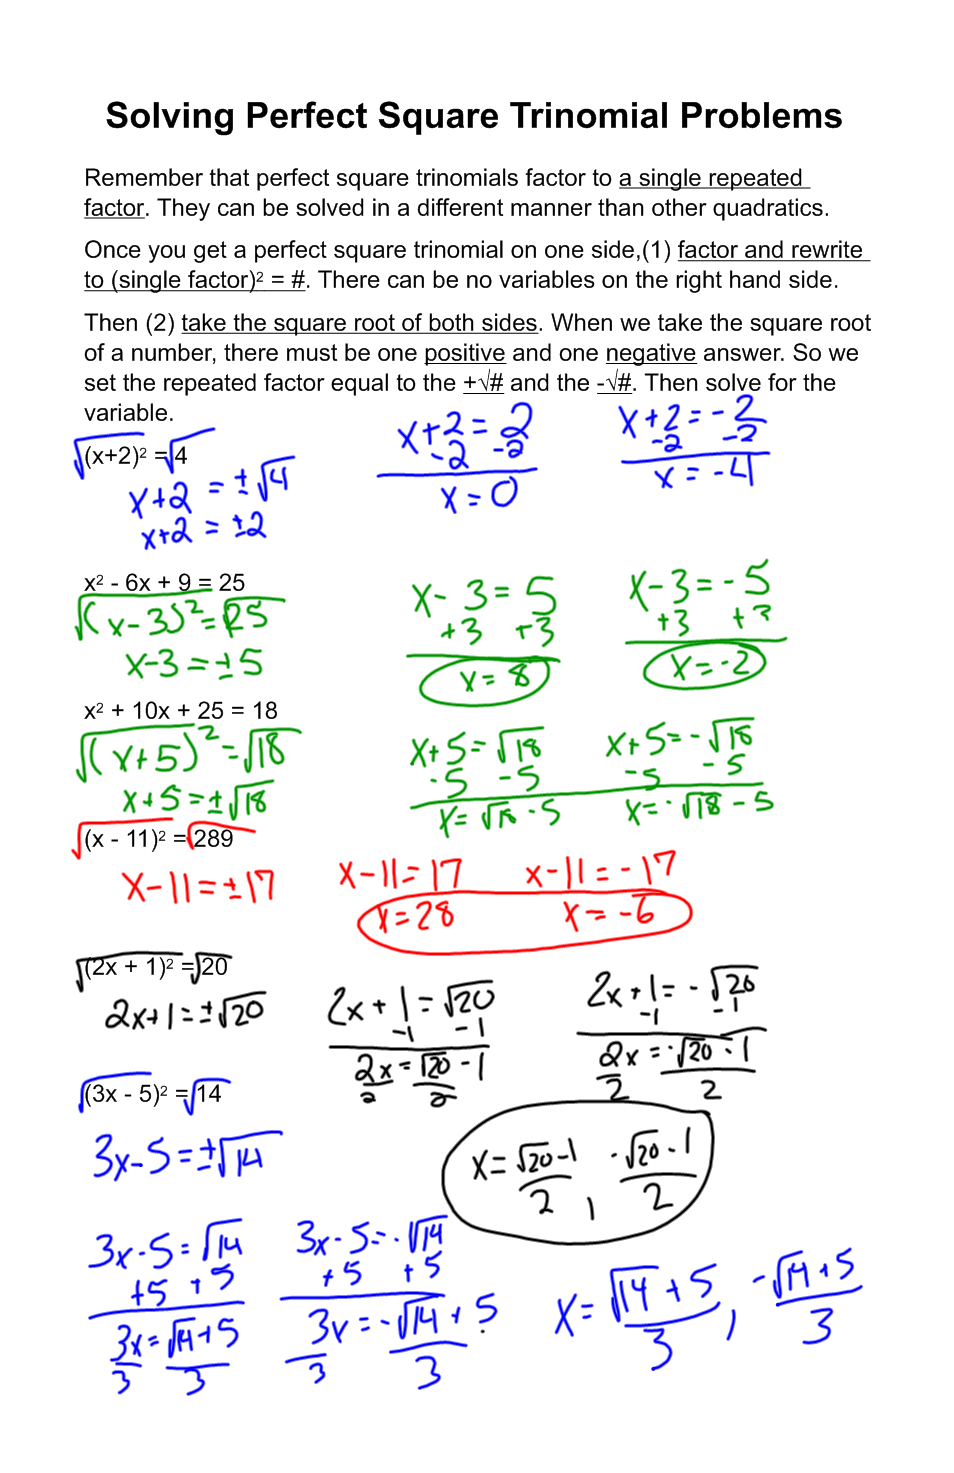 Solving Perfect Square Trinomial Problems
Remember that perfect square trinomials factor to a single repeated
factor. They can be solved in a different manner than other quadratics.
Once you get a perfect square trinomial on one side,(1) factor and rewrite
to (single factor)² = #. There can be no variables on the right hand side.
Then (2) take the square root of both sides. When we take the square root
of a number, there must be one positive and one negative answer. So we
set the repeated factor equal to the +√# and the -√#. Then solve for the
variable.
√(x+2)² = √4
x+2 = ±√4
x+2 = ±2
x+2 = 2
-2 -2
x = 0
x+2 = -2
-2 -2
x = -4
x² - 6x + 9 = 25
√(x-3)² = √25
x-3 = ±5
x- 3 = 5
+3 +3
x = 8
x-3 = -5
+3 +3
x = -2
x² + 10x + 25 = 18
√(x+5)² = √18
x+5 = ±√18
x+5 = √18
-5 -5
x = √18 - 5
x+5 = -√18
-5 -5
x = -√18 - 5
√(x - 11)² = √289
x-11 = ±17
x-11 = 17
x = 28
x-11 = -17
x = -6
√(2x + 1)² = √20
2x+1 = ±√20
2x+1 = √20
-1 -1
2x = √20 - 1
2 2
2x+1 = -√20
-1 -1
2x = -√20 - 1
2 2
x = √20-1 , -√20-1
2 2
√(3x - 5)² = √14
3x-5 = ±√14
3x-5 = √14
+5 +5
3x = √14+5
3 3
3x-5 = -√14
+5 +5
3x = -√14+5
3 3
x = √14+5 , -√14+5
3 3